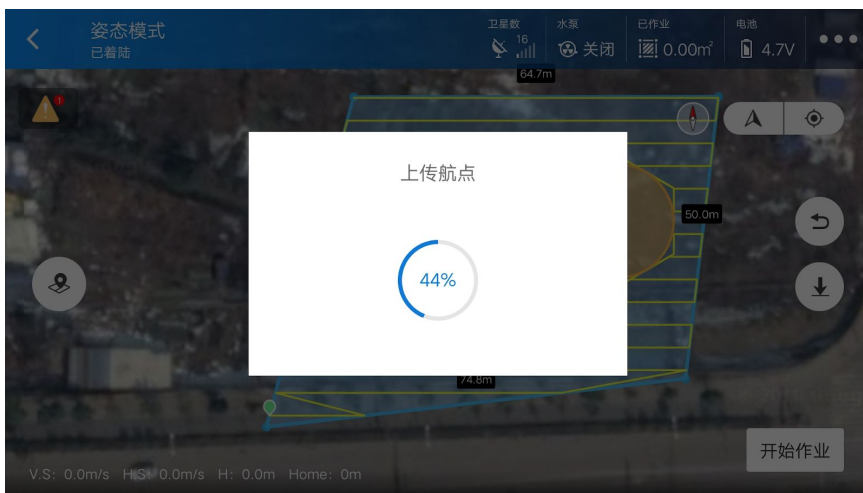 姿态模式
已着陆
卫星数
16
水泵
关闭
已作业
0.00m²
电池
4.7V
1
64.7m
上传航点
50.0m
44%
74.8m
开始作业
V.S: 0.0m/s H.S: 0.0m/s H: 0.0m Home: 0m